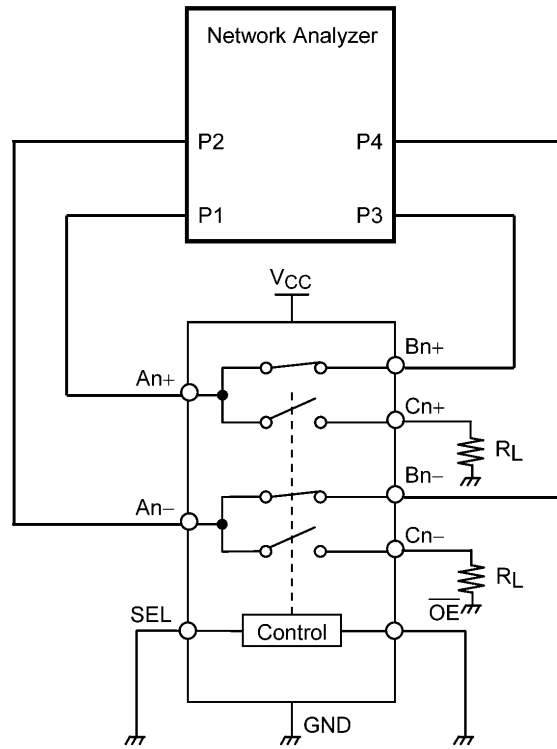 Network Analyzer
P2
P4
P1
P3
VCC
Bn+
An+
Cn+
RL
Bn−
An−
Cn−
RL
OE
SEL
Control
GND